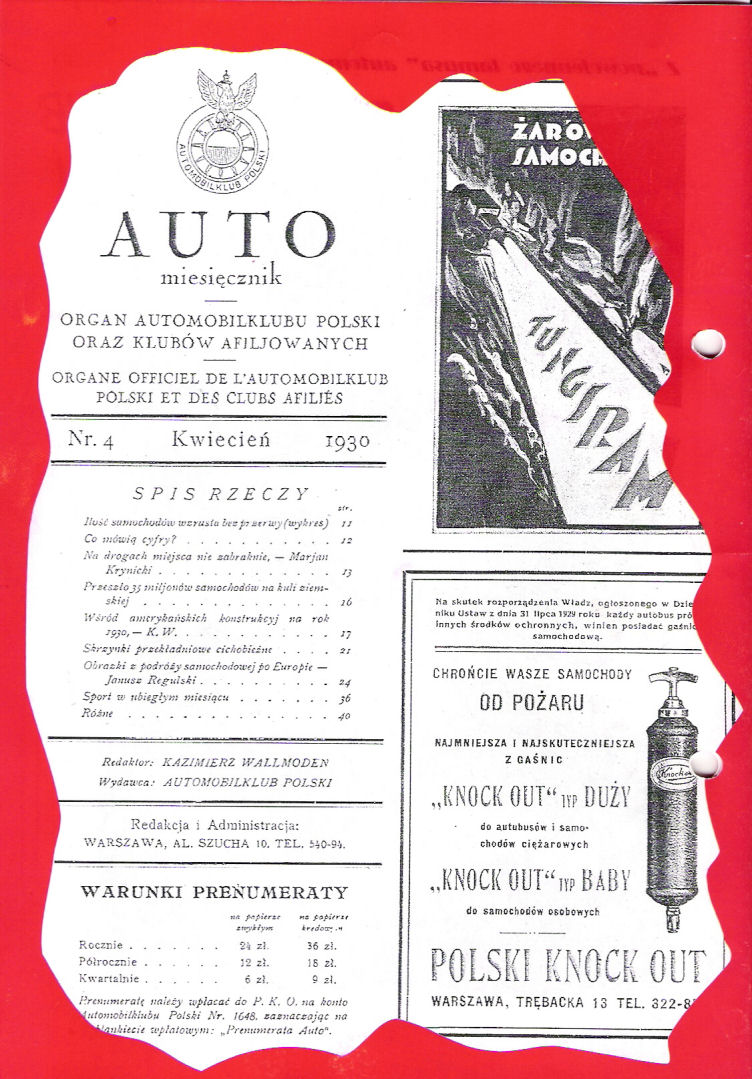 AUTOMOBILKLUB POLSKI
AUTO
miesięcznik
ORGAN AUTOMOBILKLUBU POLSKI
ORAZ KLUBÓW AFILJOWANYCH
ORGANE OFFICIEL DE L'AUTOMOBILKLUB
POLSKI ET DES CLUBS AFILIÉS
Nr. 4 Kwiecień 1930
SPIS RZECZY
str.
Ilość samochodów wzrasta bez przerwy (wykres) 11
Co mówią cyfry? . . . . . . . . . . . 12
Na drogach miejsca nie zabraknie, — Marjan
Krynicki . . . . . . . . . . . . . 13
Przeszło 35 miljonów samochodów na kuli ziem-
skiej . . . . . . . . . . . . . . 16
Wśród amerykańskich konstrukcyj na rok
1930, — K. W. . . . . . . . . . . . 17
Skrzynki przekładniowe cichobieżne . . . . 21
Obrazki z podróży samochodowej po Europie —
Janusz Regulski . . . . . . . . . . 24
Sport w ubiegłym miesiącu . . . . . . . 36
Różne . . . . . . . . . . . . . . . 40
Redaktor: KAZIMIERZ WALLMODEN
Wydawca: AUTOMOBILKLUB POLSKI
Redakcja i Administracja:
WARSZAWA, AL. SZUCHA 10. TEL. 540-94.
WARUNKI PRENUMERATY
na papierze na papierze
zwykłym
Rocznie . . . . . . . 24 zł. 36 zł.
Półrocznie . . . . . . 12 zł. 18 zł.
Kwartalnie . . . . . . 6 zł. 9 zł.
Prenumeratę należy wpłacać do P. K. O. na konto
Automobilklubu Polski Nr. 1648, zaznaczając na
blankiecie wpłatowym: „Prenumerata Auto".
ŻARÓW
SAMOCH
TUNGSRAM
Na skutek rozporządzenia Władz, ogłoszonego w Dzie
niku Ustaw z dnia 31 lipca 1929 roku każdy autobus pró
innych środków ochronnych, winien posiadać gaśnic
samochodową.
CHROŃCIE WASZE SAMOCHODY
OD POŻARU
NAJMNIEJSZA I NAJSKUTECZNIEJSZA
Z GAŚNIC
„KNOCK OUT“ TYP DUŻY
do autobusów i samo-
chodów ciężarowych
„KNOCK OUT“ TYP BABY
do samochodów osobowych
POLSKI KNOCK OUT
WARSZAWA, TRĘBACKA 13 TEL. 322-8